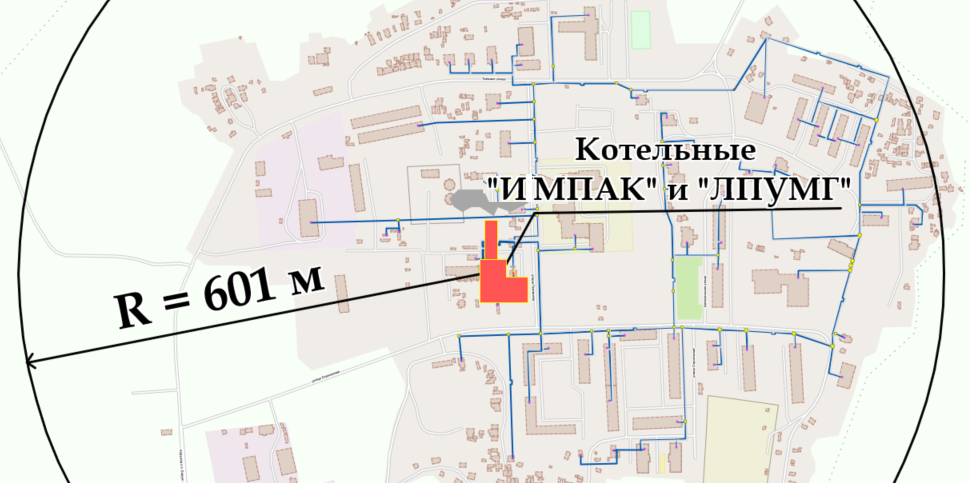 Котельные
"ИМПАК" и "ЛПУМГ"
R = 601 м